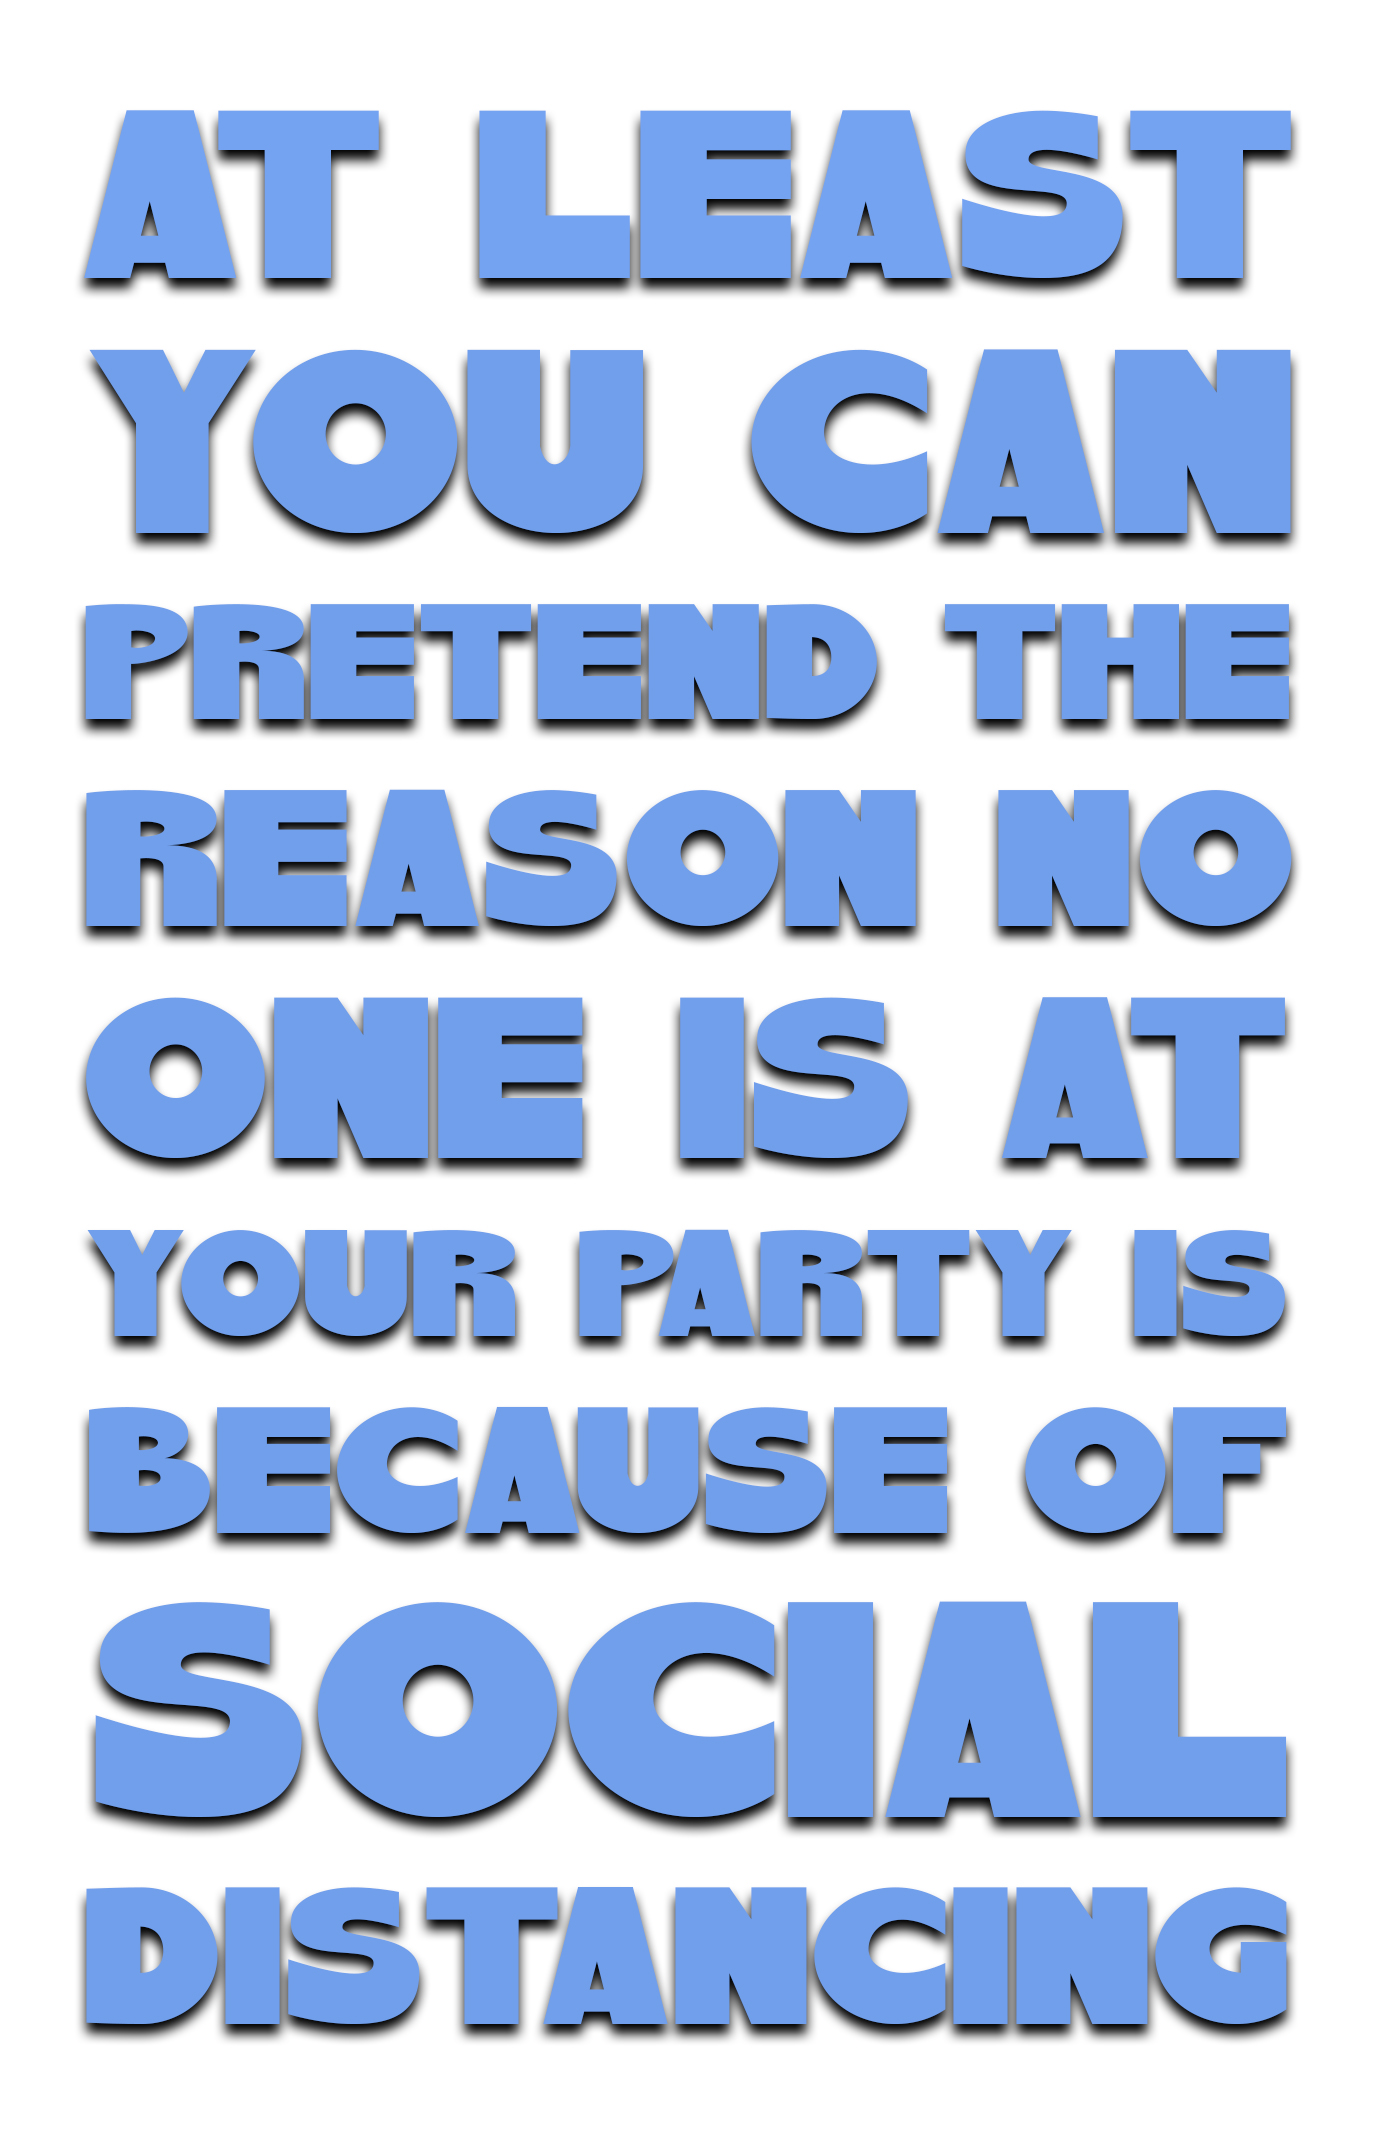 AT LEAST
YOU CAN
PRETEND THE
REASON NO
ONE IS AT
YOUR PARTY IS
BECAUSE OF
SOCIAL
DISTANCING